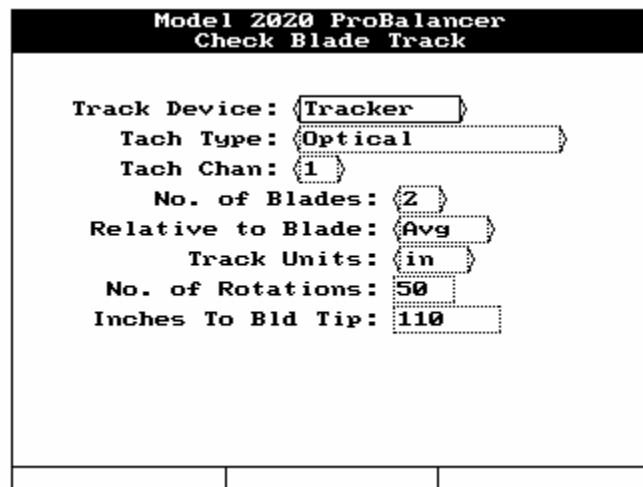 Model 2020 ProBalancer
Check Blade Track
Track Device: Tracker
Tach Type: Optical
Tach Chan: 1
No. of Blades: 2
Relative to Blade: Avg
Track Units: in
No. of Rotations: 50
Inches To Bld Tip: 110